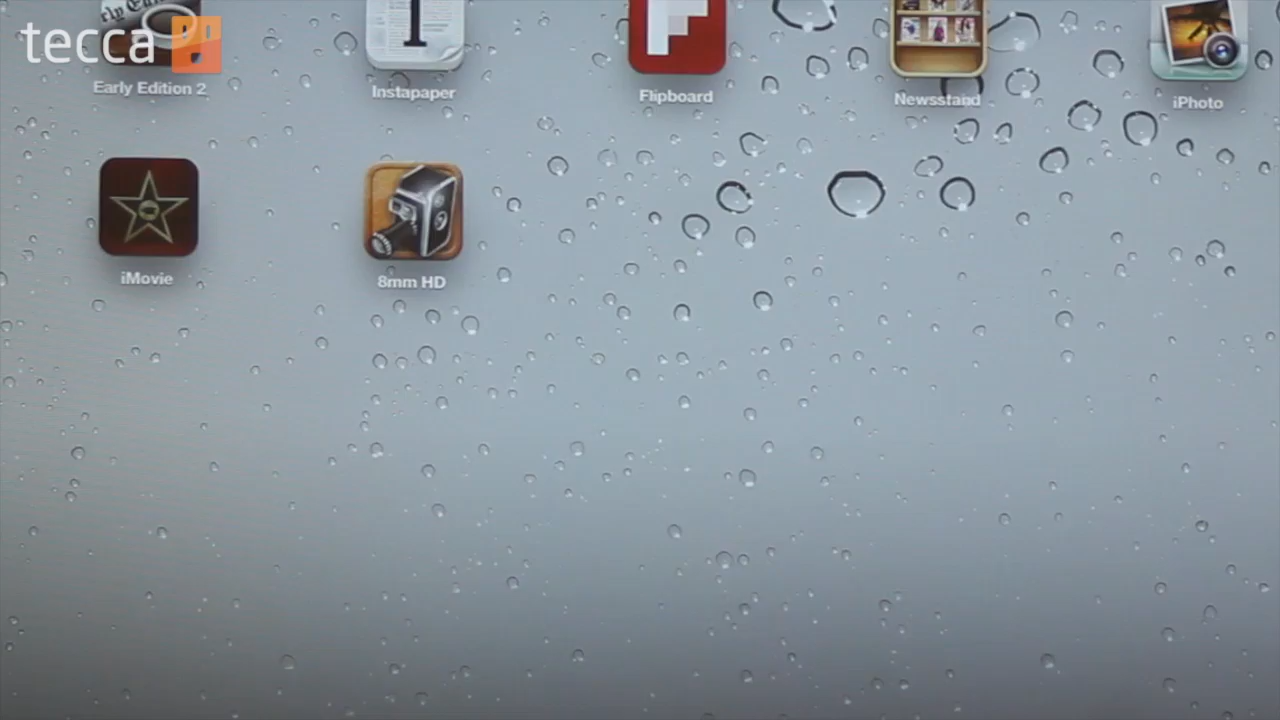 tecca
Early Edition 2
Instapaper
Flipboard
Newsstand
iPhoto
iMovie
8mm HD